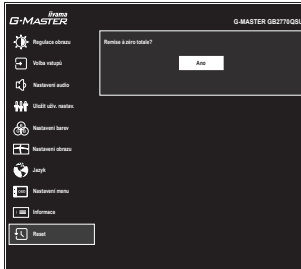 iiyama
G-MASTER
G-MASTER GB2770QSU
Regulace obrazu
Remise à zéro totale?
Volba vstupů
Ano
Nastavení audio
Uložit uživ. nastav.
Nastavení barev
Nastavení obrazu
Jazyk
OSD
Nastavení menu
Informace
Reset